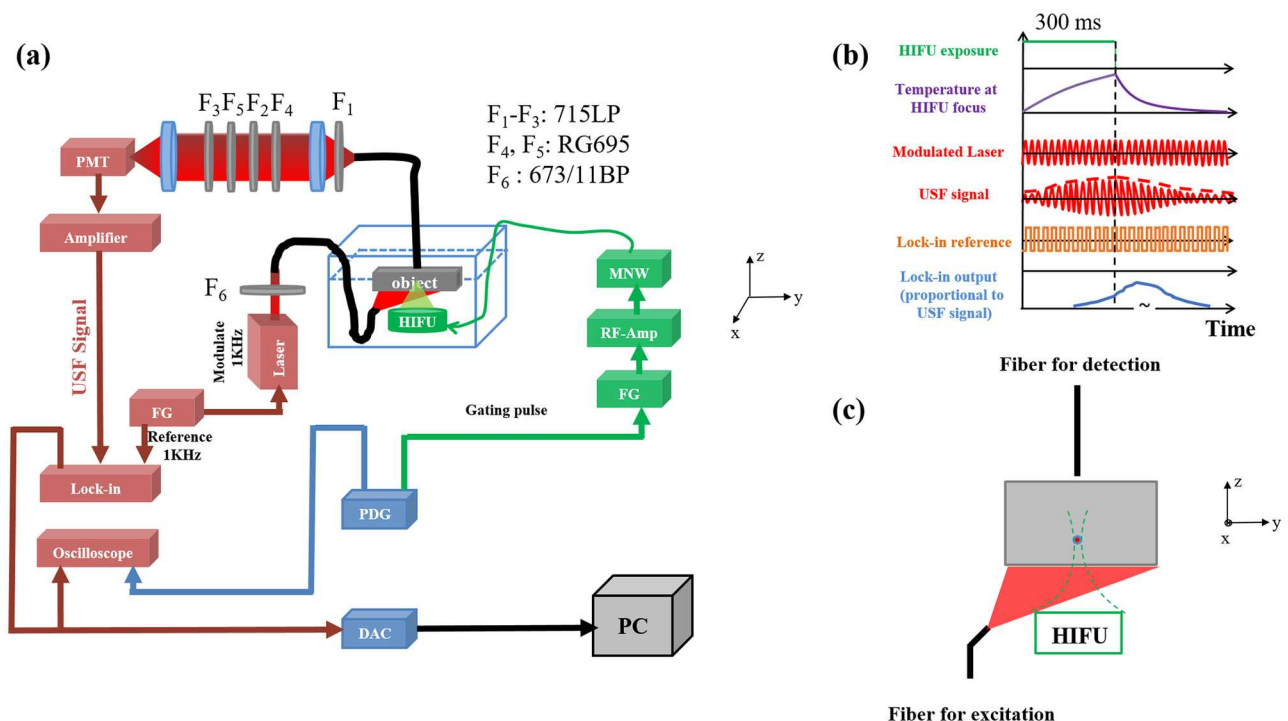 (a)
F₃F₅F₂F₄
F₁
F₁-F₃: 715LP
F₄, F₅: RG695
F₆ : 673/11BP
PMT
Amplifier
USF Signal
F₆
Modulate
1KHz
Laser
object
HIFU
MNW
RF-Amp
FG
z
y
x
FG
Reference
1KHz
Gating pulse
Lock-in
PDG
Oscilloscope
DAC
PC
(b)
300 ms
HIFU exposure
Temperature at
HIFU focus
Modulated Laser
USF signal
Lock-in reference
Lock-in output
(proportional to
USF signal)
~
Time
(c)
Fiber for detection
z
y
x
HIFU
Fiber for excitation